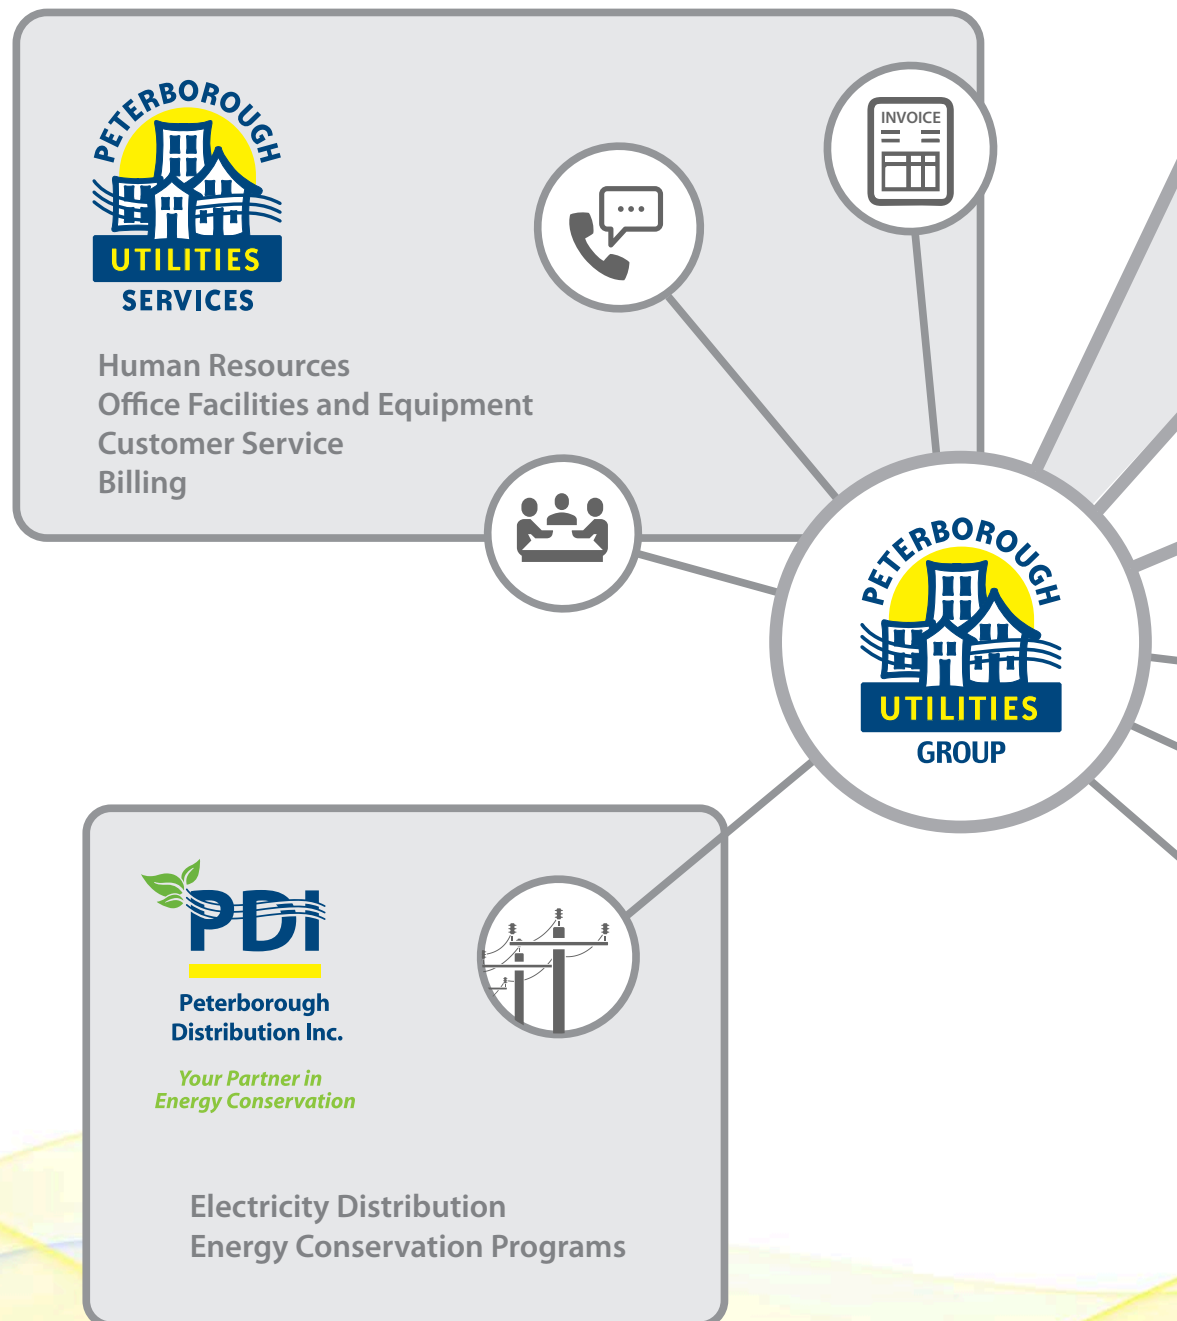 PETERBOROUGH
UTILITIES
SERVICES
INVOICE
Human Resources
Office Facilities and Equipment
Customer Service
Billing
PETERBOROUGH
UTILITIES
GROUP
PDI
Peterborough
Distribution Inc.
Your Partner in
Energy Conservation
Electricity Distribution
Energy Conservation Programs